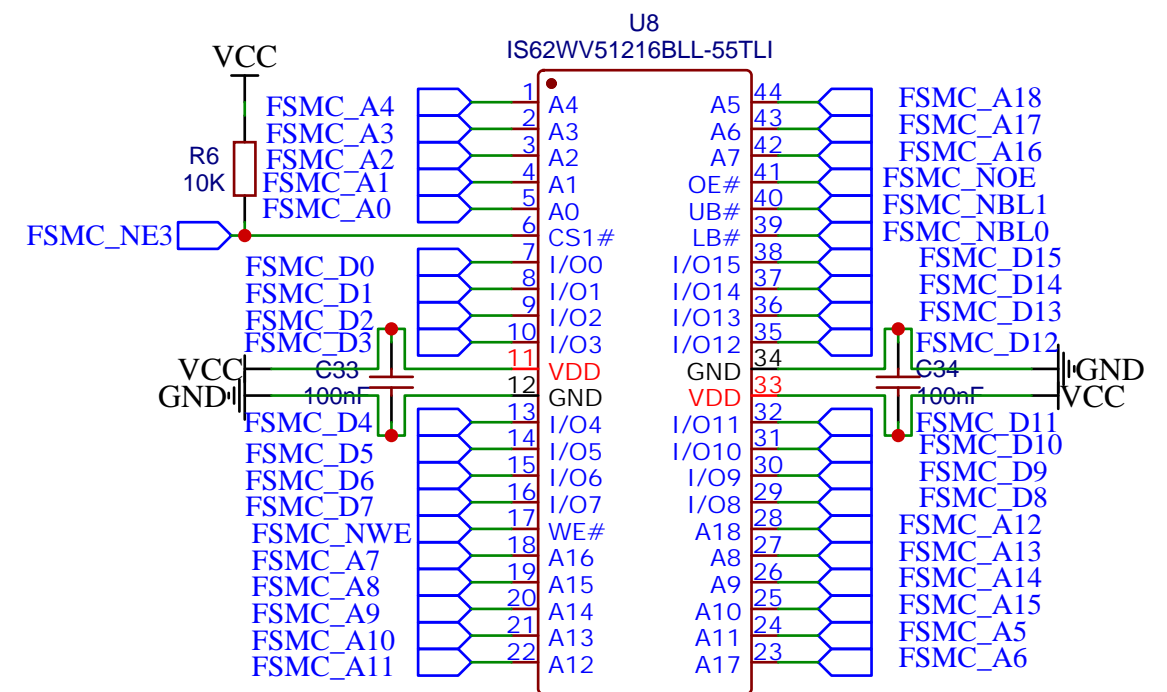 U8
IS62WV51216BLL-55TLI
VCC
R6
10K
FSMC_NE3
FSMC_A4 1 A4
FSMC_A3 2 A3
FSMC_A2 3 A2
FSMC_A1 4 A1
FSMC_A0 5 A0
6 CS1#
FSMC_D0 7 I/O0
FSMC_D1 8 I/O1
FSMC_D2 9 I/O2
FSMC_D3 10 I/O3
VCC 11 VDD
C33
100nF
GND 12 GND
FSMC_D4 13 I/O4
FSMC_D5 14 I/O5
FSMC_D6 15 I/O6
FSMC_D7 16 I/O7
FSMC_NWE 17 WE#
FSMC_A7 18 A16
FSMC_A8 19 A15
FSMC_A9 20 A14
FSMC_A10 21 A13
FSMC_A11 22 A12
A5 44 FSMC_A18
A6 43 FSMC_A17
A7 42 FSMC_A16
OE# 41 FSMC_NOE
UB# 40 FSMC_NBL1
LB# 39 FSMC_NBL0
I/O15 38 FSMC_D15
I/O14 37 FSMC_D14
I/O13 36 FSMC_D13
I/O12 35 FSMC_D12
GND 34 GND
C34
100nF
VDD 33 VCC
I/O11 32 FSMC_D11
I/O10 31 FSMC_D10
I/O9 30 FSMC_D9
I/O8 29 FSMC_D8
A18 28 FSMC_A12
A8 27 FSMC_A13
A9 26 FSMC_A14
A10 25 FSMC_A15
A11 24 FSMC_A5
A17 23 FSMC_A6